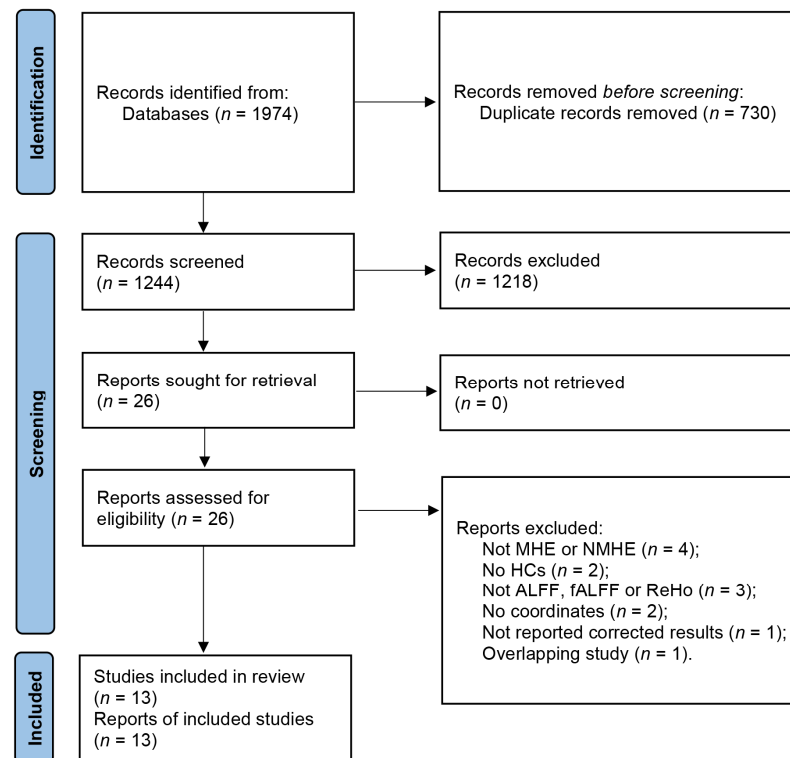 Identification
Records identified from:
Databases (n = 1974)
Records removed before screening:
Duplicate records removed (n = 730)
Screening
Records screened
(n = 1244)
Records excluded
(n = 1218)
Reports sought for retrieval
(n = 26)
Reports not retrieved
(n = 0)
Reports assessed for
eligibility (n = 26)
Reports excluded:
Not MHE or NMHE (n = 4);
No HCs (n = 2);
Not ALFF, fALFF or ReHo (n = 3);
No coordinates (n = 2);
Not reported corrected results (n = 1);
Overlapping study (n = 1).
Included
Studies included in review
(n = 13)
Reports of included studies
(n = 13)